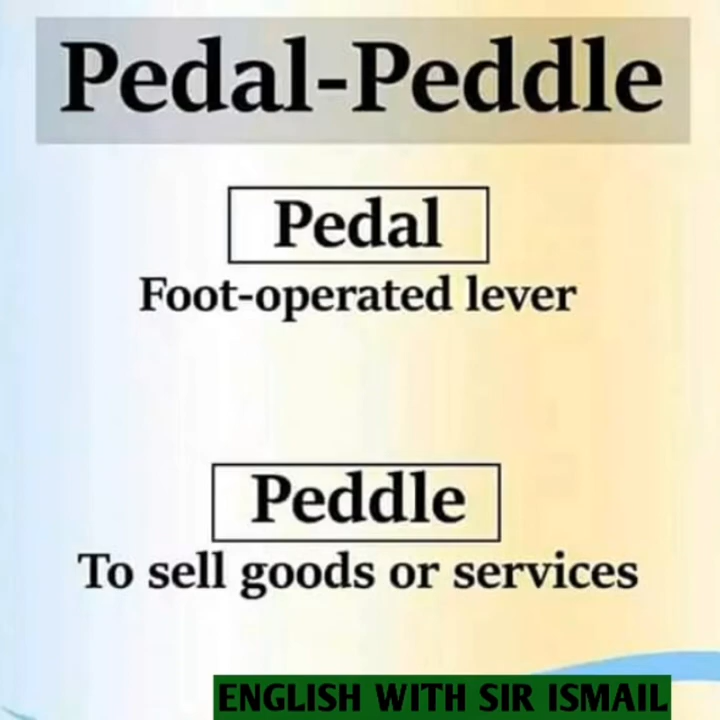 Pedal-Peddle
Pedal
Foot-operated lever
Peddle
To sell goods or services
ENGLISH WITH SIR ISMAIL